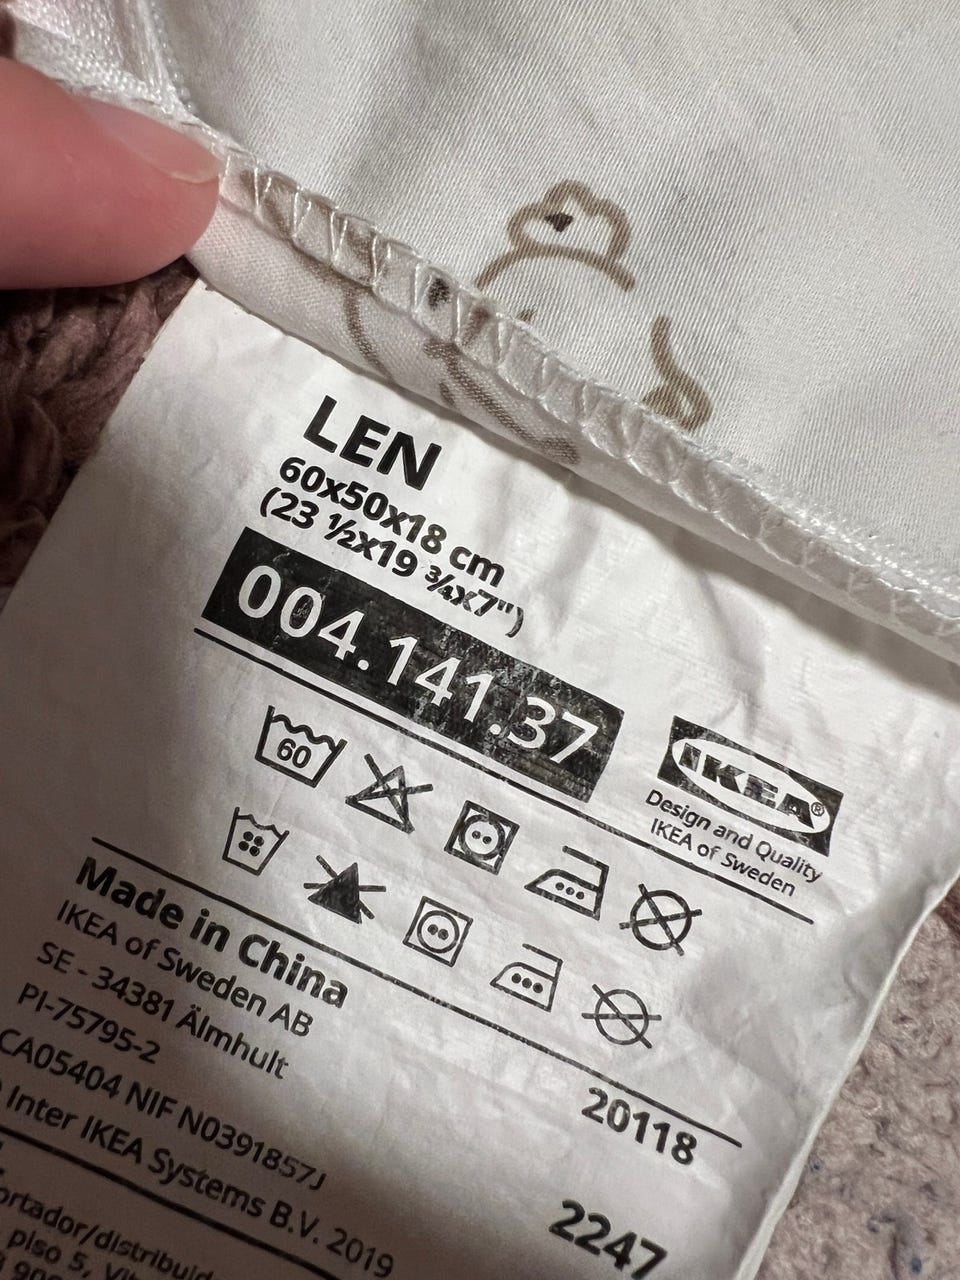 LEN
60x50x18 cm
(23 ½x19 ¾x7")
004.141.37
IKEA®
Design and Quality
IKEA of Sweden
60
Made in China
IKEA of Sweden AB
SE - 34381 Älmhult
PI-75795-2
CA05404 NIF N0391857J
Inter IKEA Systems B.V. 2019
20118
2247
piso 5,